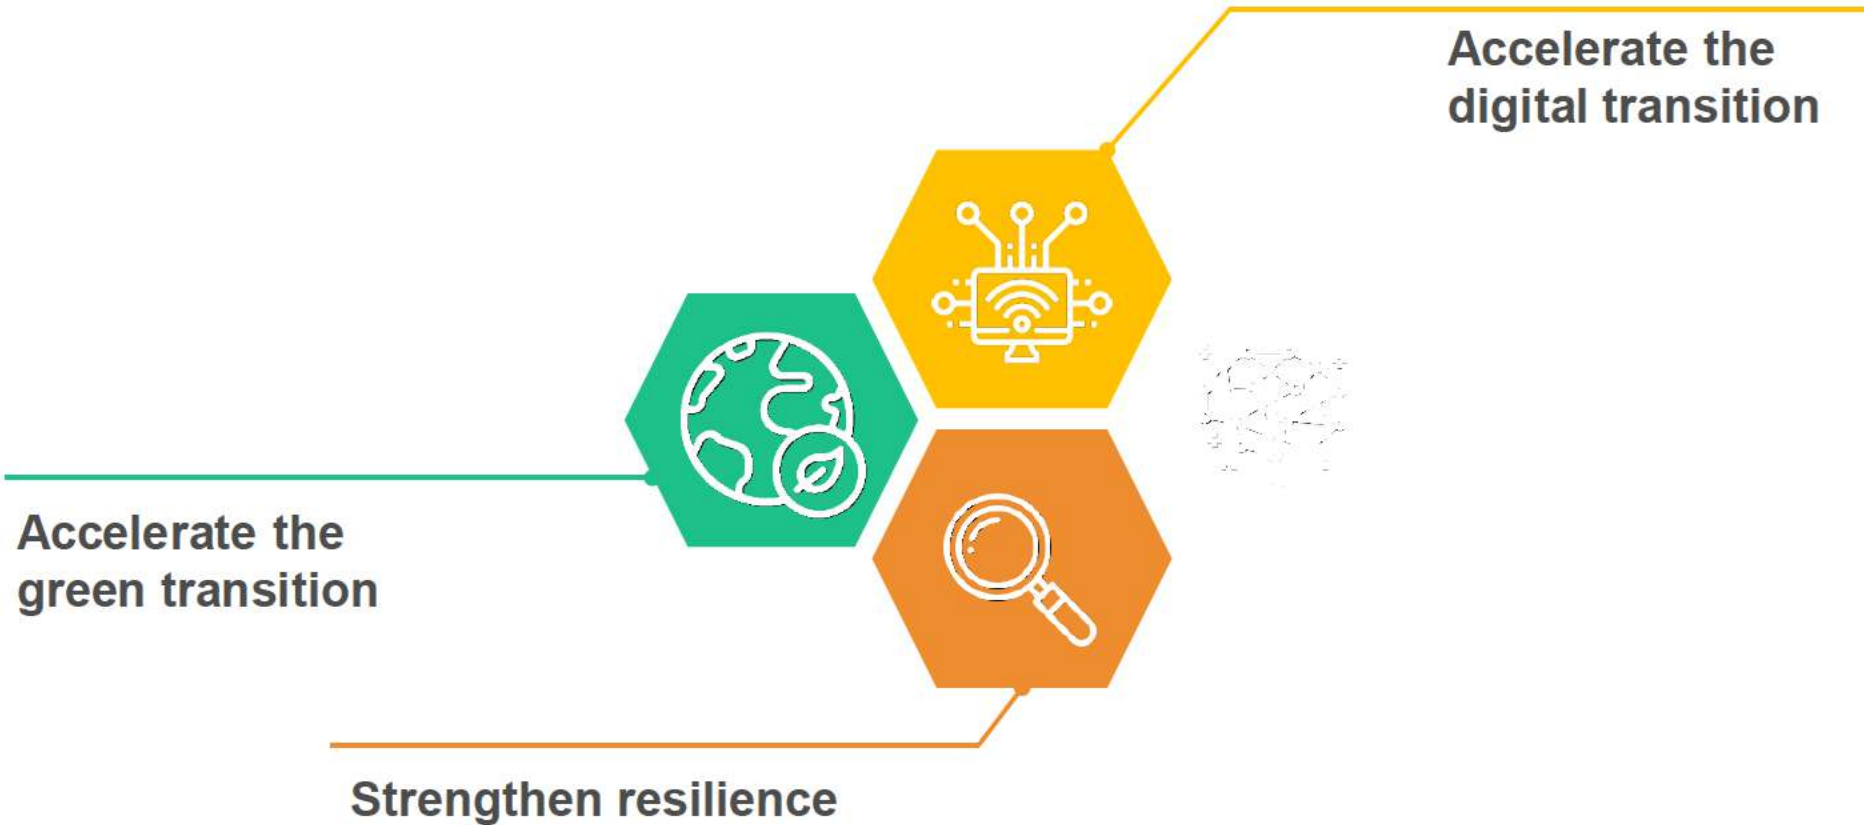 Accelerate the
digital transition
Accelerate the
green transition
Strengthen resilience